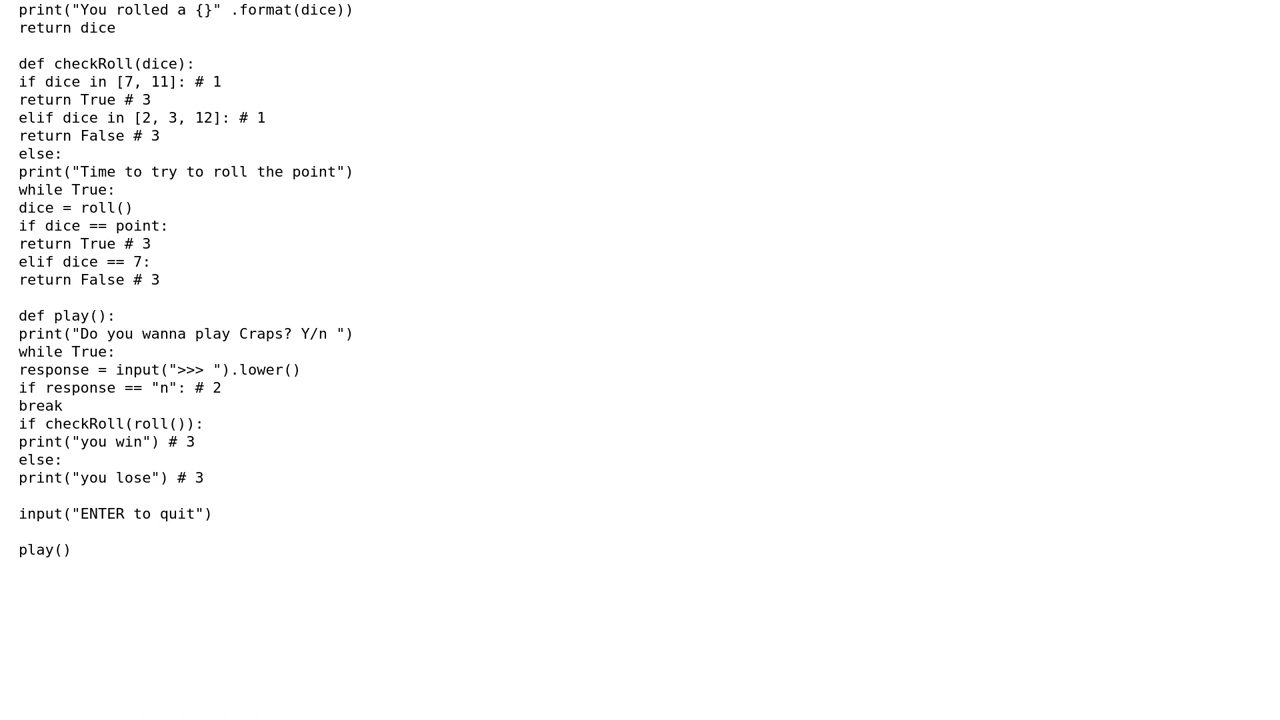 print("You rolled a {}" .format(dice))
return dice

def checkRoll(dice):
if dice in [7, 11]: # 1
return True # 3
elif dice in [2, 3, 12]: # 1
return False # 3
else:
print("Time to try to roll the point")
while True:
dice = roll()
if dice == point:
return True # 3
elif dice == 7:
return False # 3

def play():
print("Do you wanna play Craps? Y/n ")
while True:
response = input(">>> ").lower()
if response == "n": # 2
break
if checkRoll(roll()):
print("you win") # 3
else:
print("you lose") # 3

input("ENTER to quit")

play()